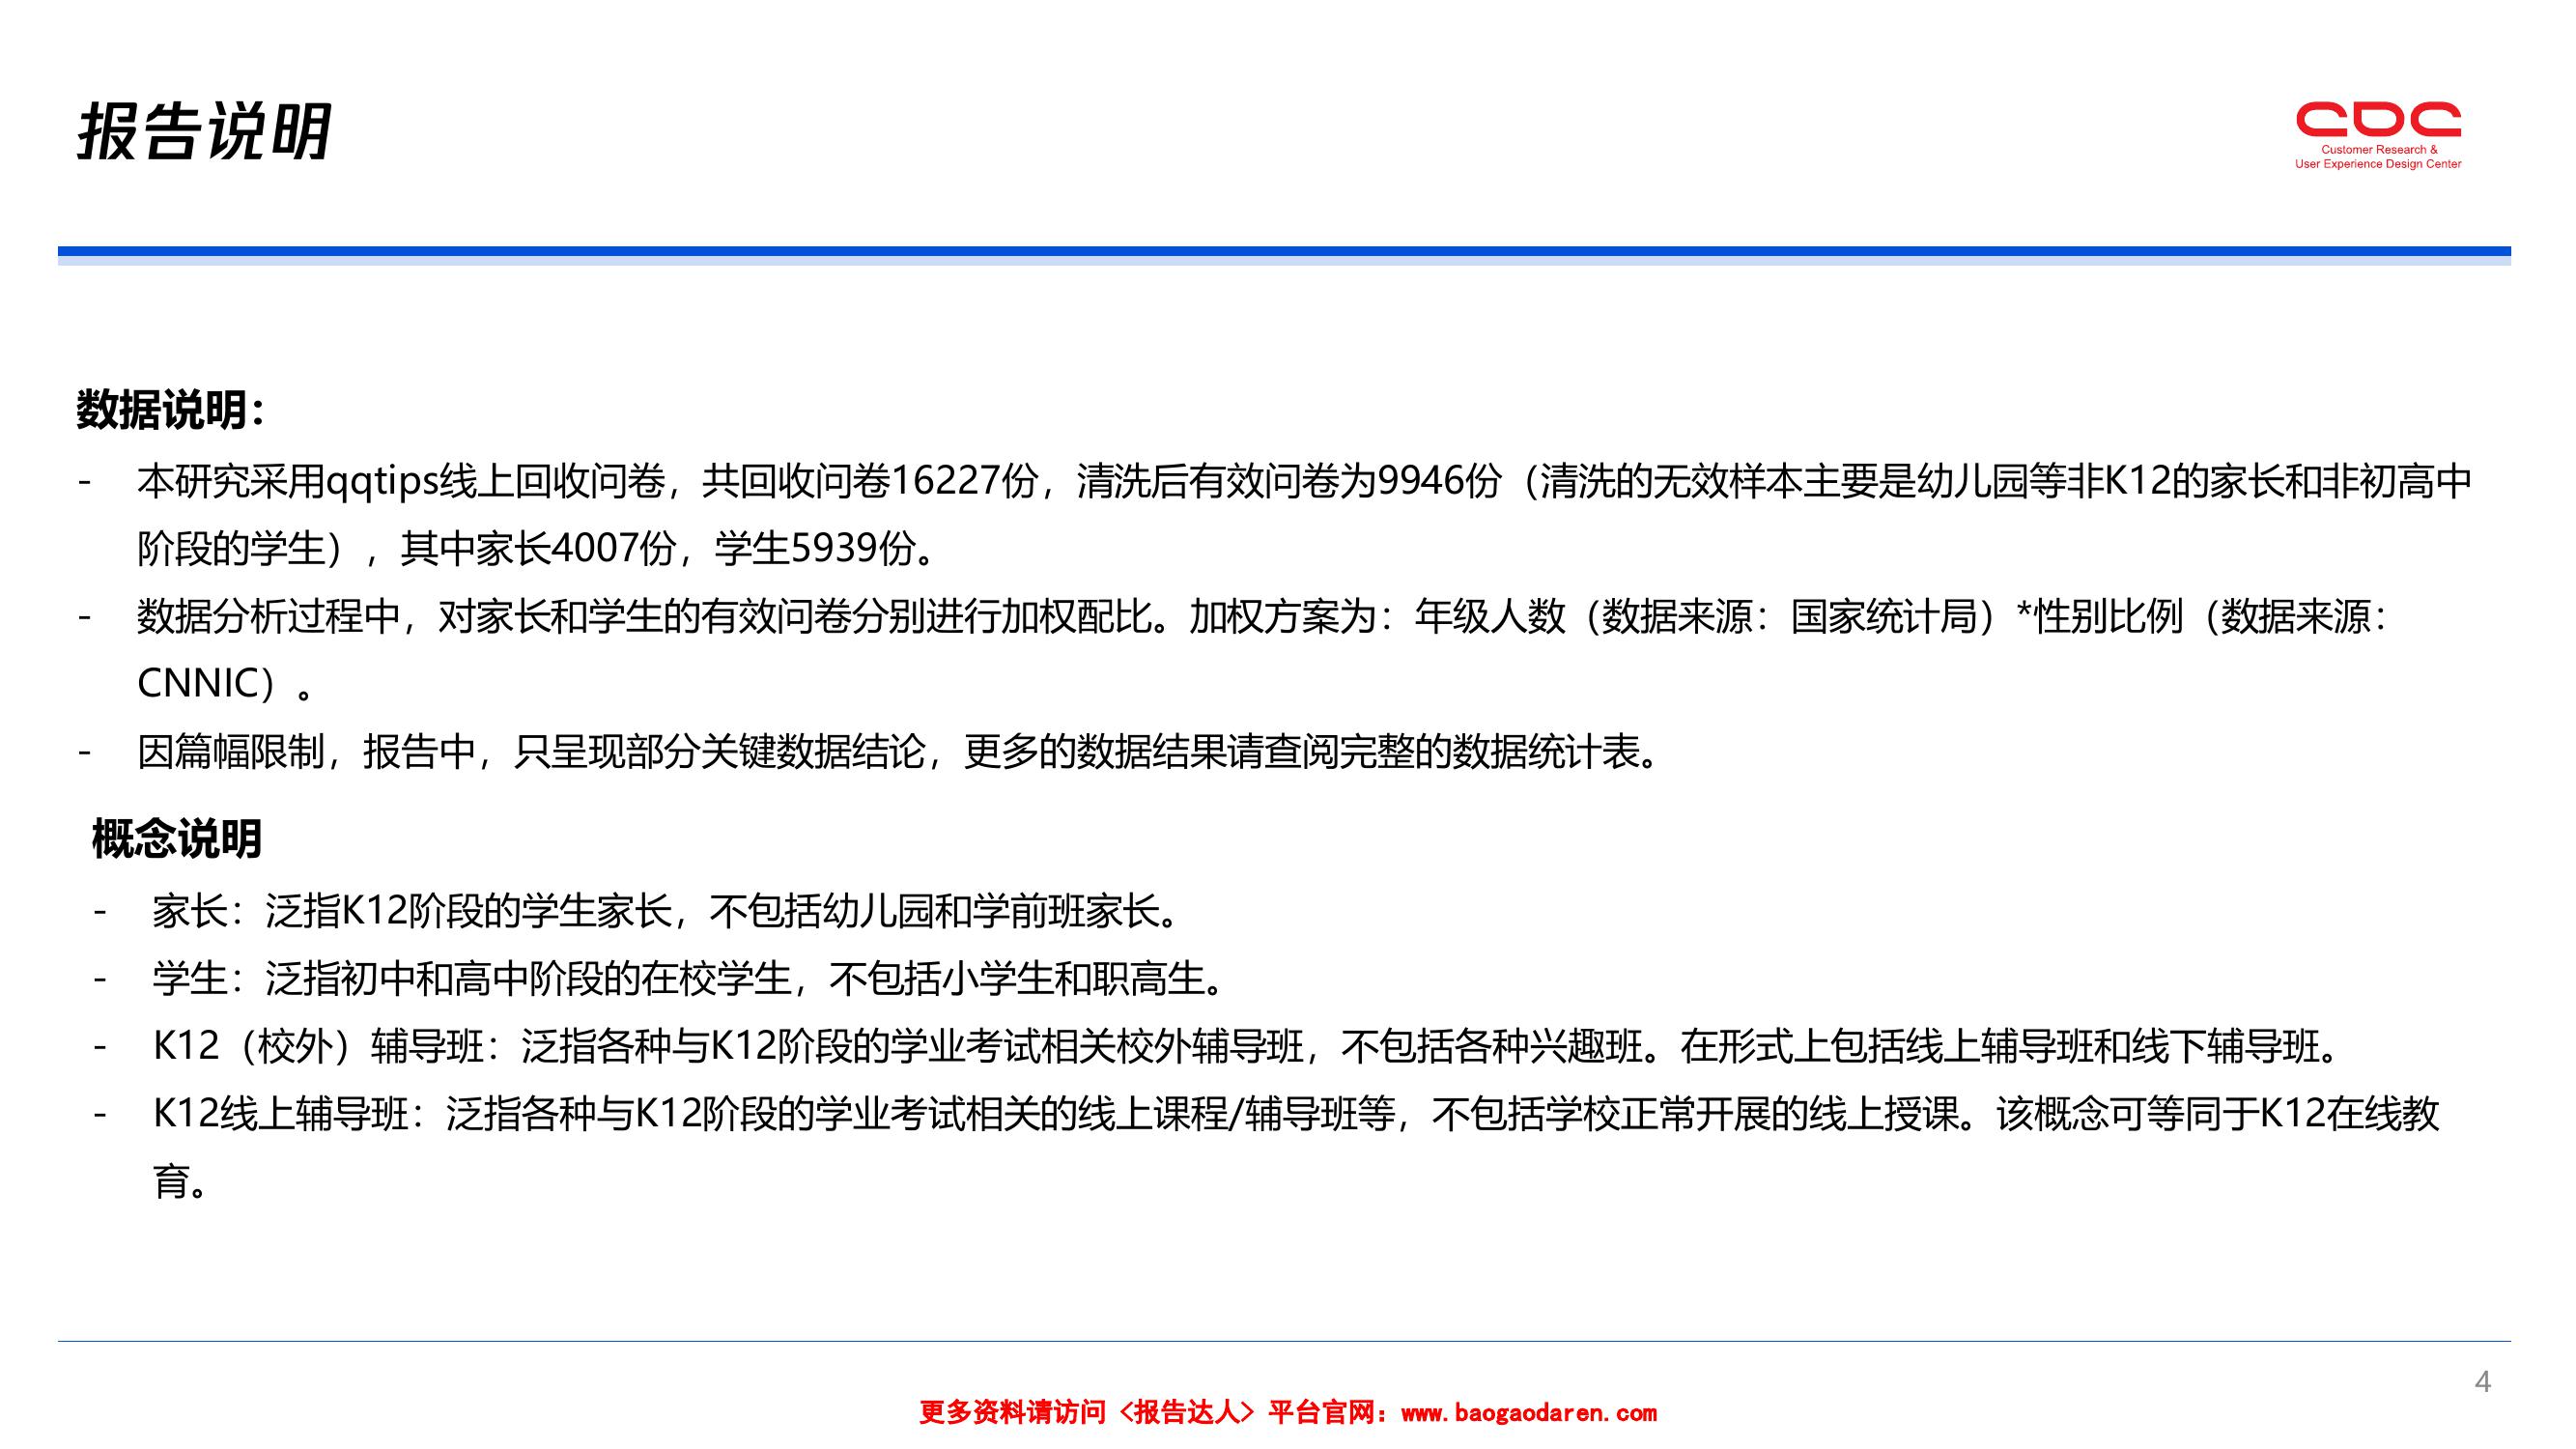 报告说明
CDC
Customer Research &
User Experience Design Center
数据说明：
- 本研究采用qqtips线上回收问卷，共回收问卷16227份，清洗后有效问卷为9946份（清洗的无效样本主要是幼儿园等非K12的家长和非初高中
阶段的学生），其中家长4007份，学生5939份。
- 数据分析过程中，对家长和学生的有效问卷分别进行加权配比。加权方案为：年级人数（数据来源：国家统计局）*性别比例（数据来源：
CNNIC）。
- 因篇幅限制，报告中，只呈现部分关键数据结论，更多的数据结果请查阅完整的数据统计表。
概念说明
- 家长：泛指K12阶段的学生家长，不包括幼儿园和学前班家长。
- 学生：泛指初中和高中阶段的在校学生，不包括小学生和职高生。
- K12（校外）辅导班：泛指各种与K12阶段的学业考试相关校外辅导班，不包括各种兴趣班。在形式上包括线上辅导班和线下辅导班。
- K12线上辅导班：泛指各种与K12阶段的学业考试相关的线上课程/辅导班等，不包括学校正常开展的线上授课。该概念可等同于K12在线教
育。
4
更多资料请访问<报告达人>平台官网：www.baogaodaren.com